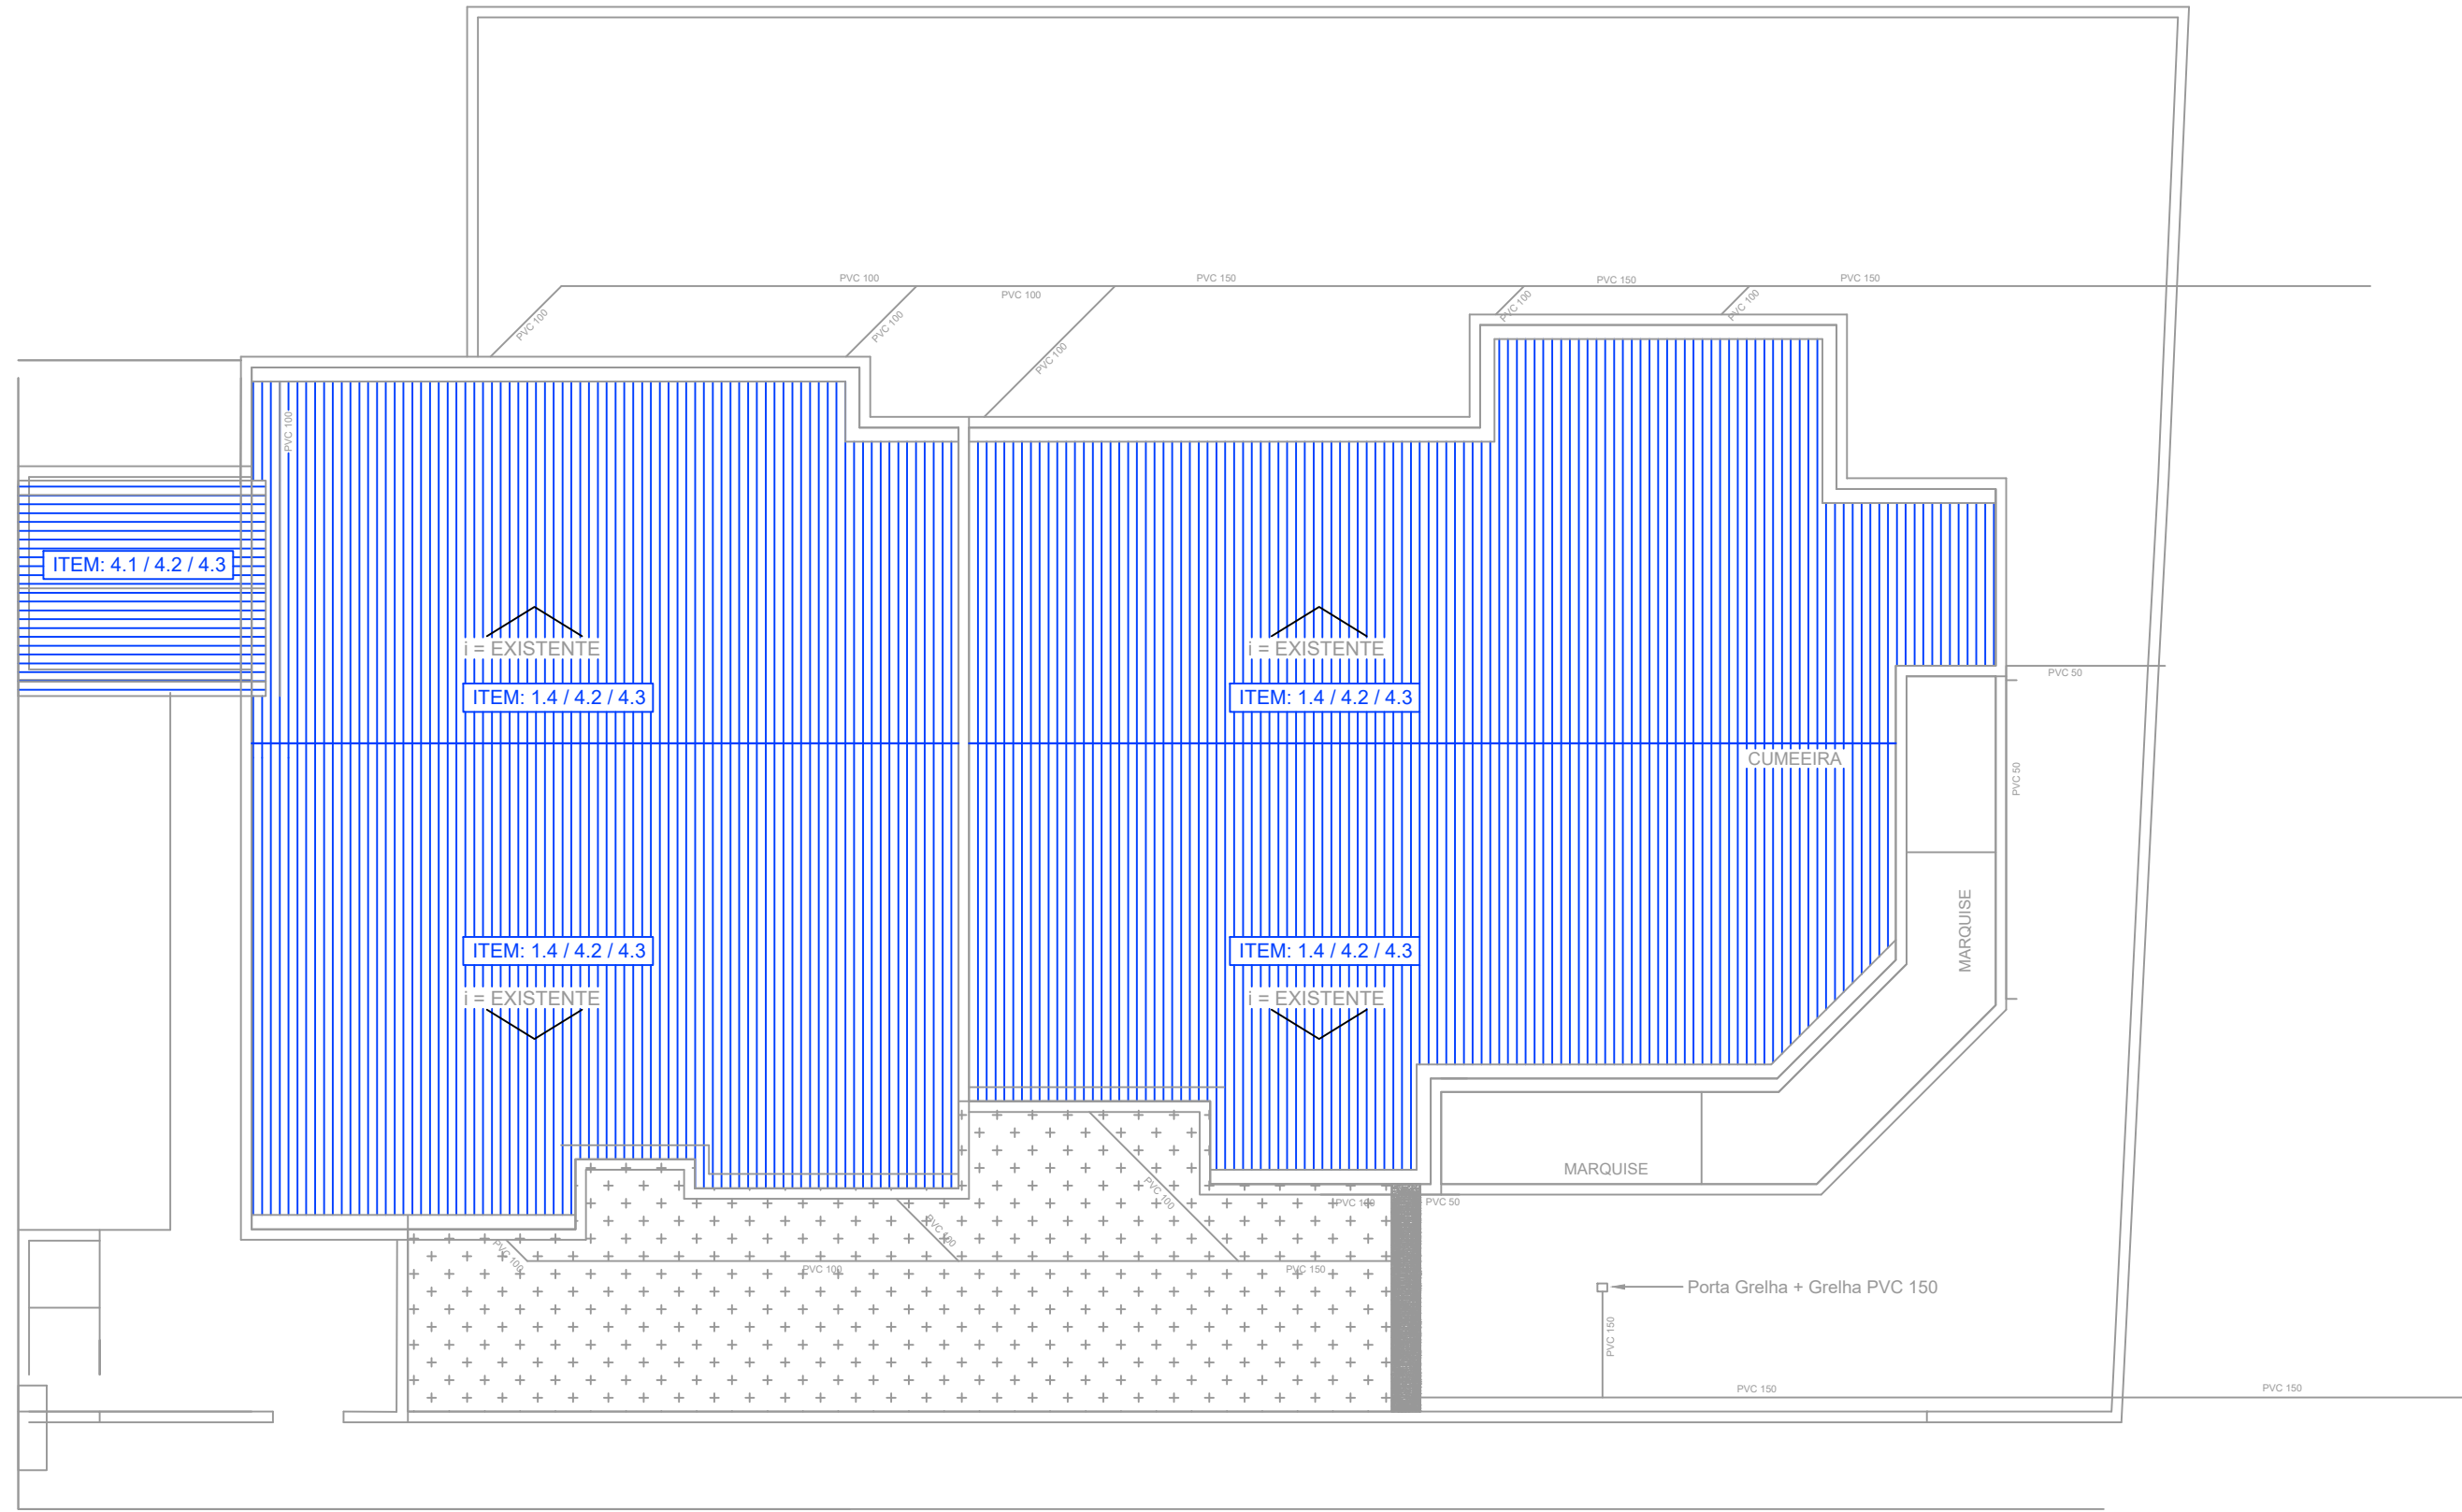 PVC 100
PVC 150
PVC 150
PVC 150
PVC 100
PVC 100
PVC 100
PVC 100
PVC 100
PVC 100
PVC 100
ITEM: 4.1 / 4.2 / 4.3
i = EXISTENTE
i = EXISTENTE
PVC 50
ITEM: 1.4 / 4.2 / 4.3
ITEM: 1.4 / 4.2 / 4.3
CUMEEIRA
PVC 50
MARQUISE
ITEM: 1.4 / 4.2 / 4.3
ITEM: 1.4 / 4.2 / 4.3
i = EXISTENTE
i = EXISTENTE
MARQUISE
PVC 100
PVC 100
PVC 50
PVC 100
PVC 100
PVC 100
PVC 150
Porta Grelha + Grelha PVC 150
PVC 150
PVC 150
PVC 150